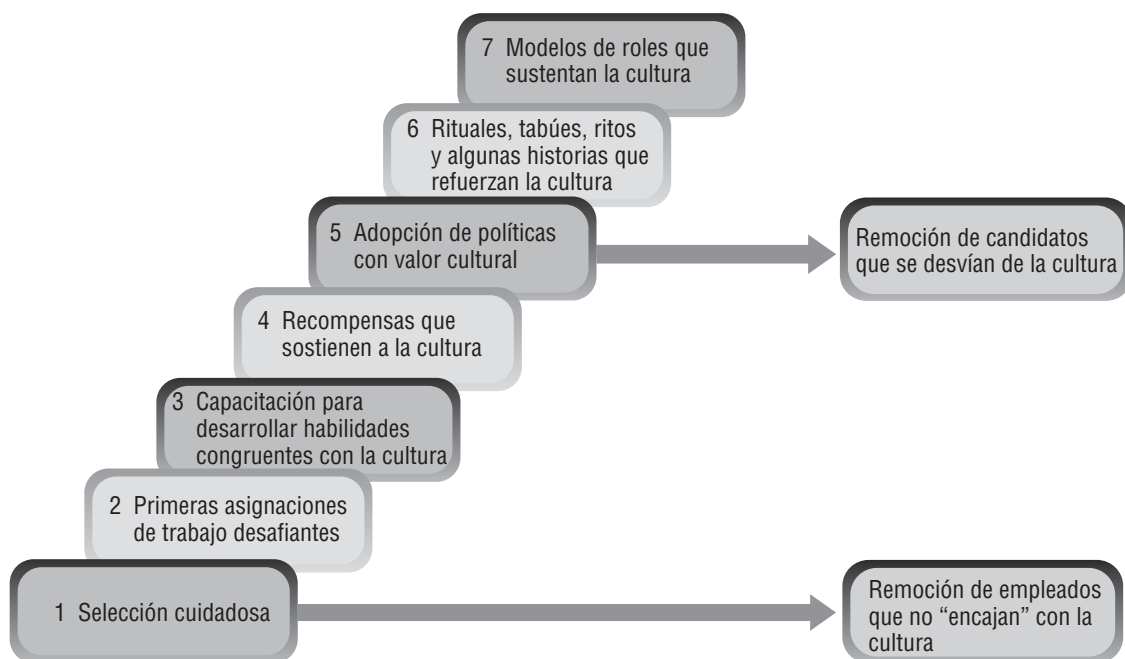 7 Modelos de roles que
sustentan la cultura
6 Rituales, tabúes, ritos
y algunas historias que
refuerzan la cultura
5 Adopción de políticas
con valor cultural
Remoción de candidatos
que se desvían de la cultura
4 Recompensas que
sostienen a la cultura
3 Capacitación para
desarrollar habilidades
congruentes con la cultura
2 Primeras asignaciones
de trabajo desafiantes
1 Selección cuidadosa
Remoción de empleados
que no “encajan” con la
cultura